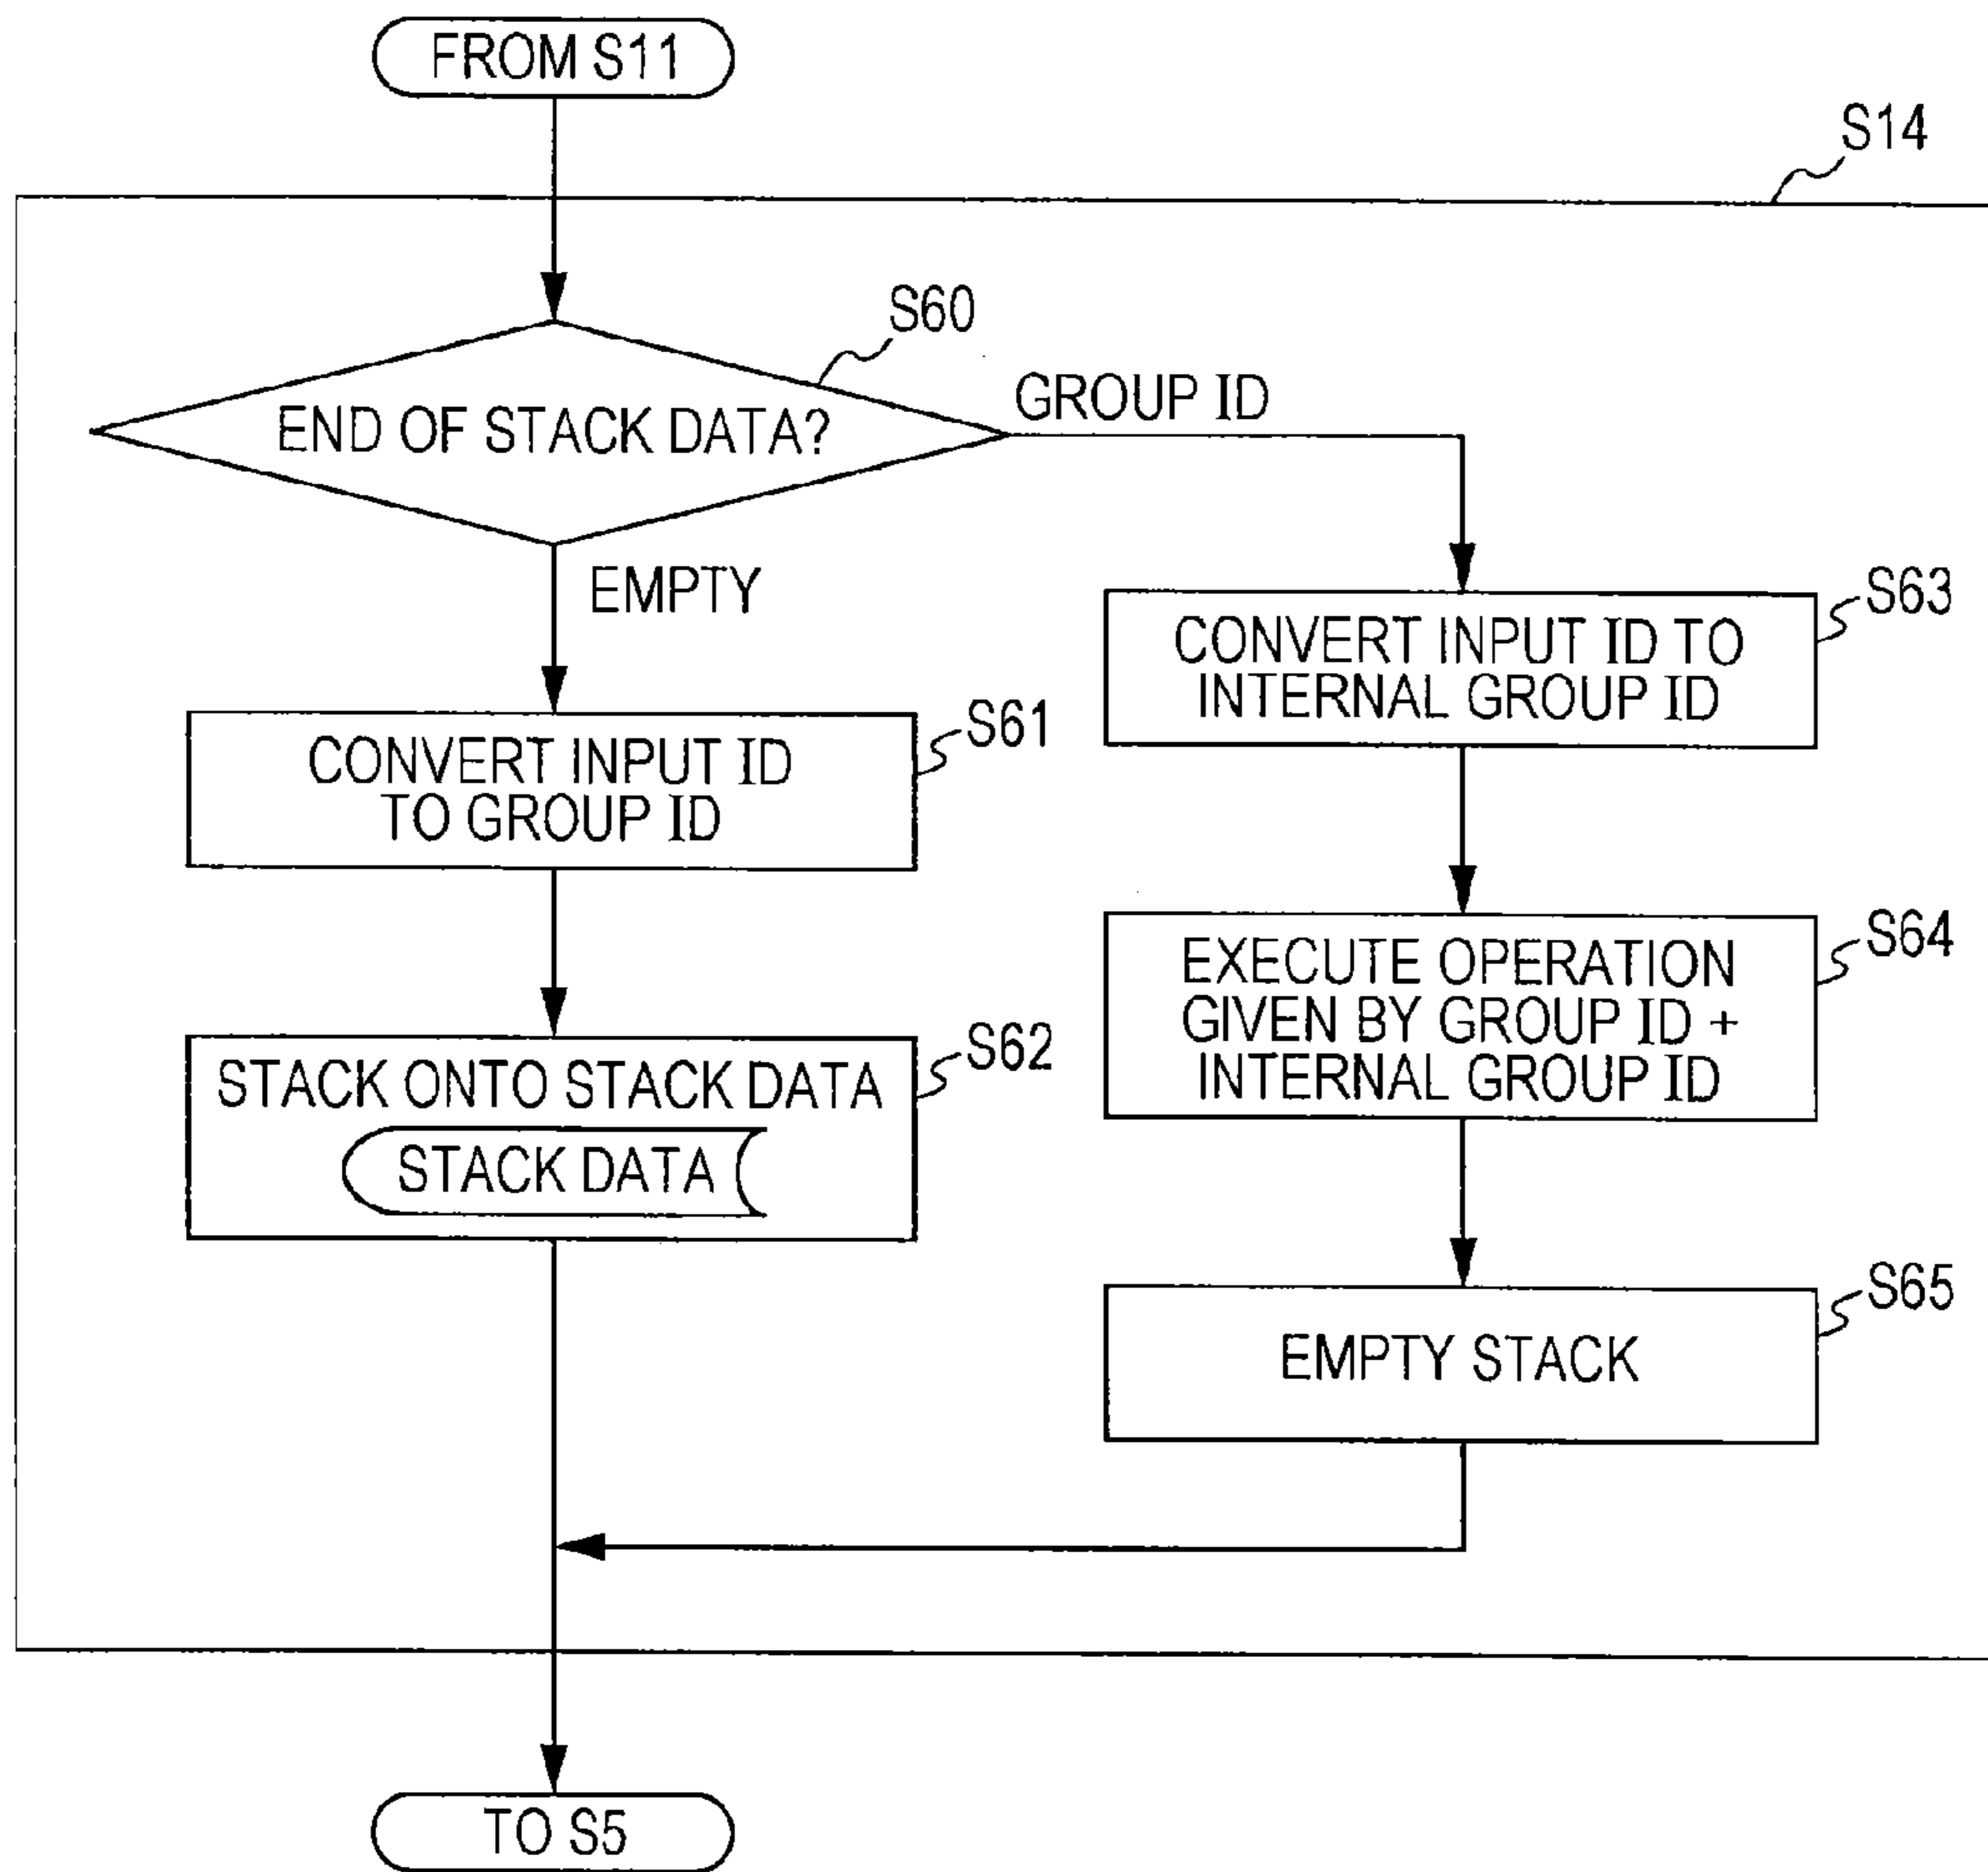 FROM S11
S14
S60
END OF STACK DATA?
GROUP ID
EMPTY
S61
CONVERT INPUT ID
TO GROUP ID
S62
STACK ONTO STACK DATA
STACK DATA
S63
CONVERT INPUT ID TO
INTERNAL GROUP ID
S64
EXECUTE OPERATION
GIVEN BY GROUP ID +
INTERNAL GROUP ID
S65
EMPTY STACK
TO S5